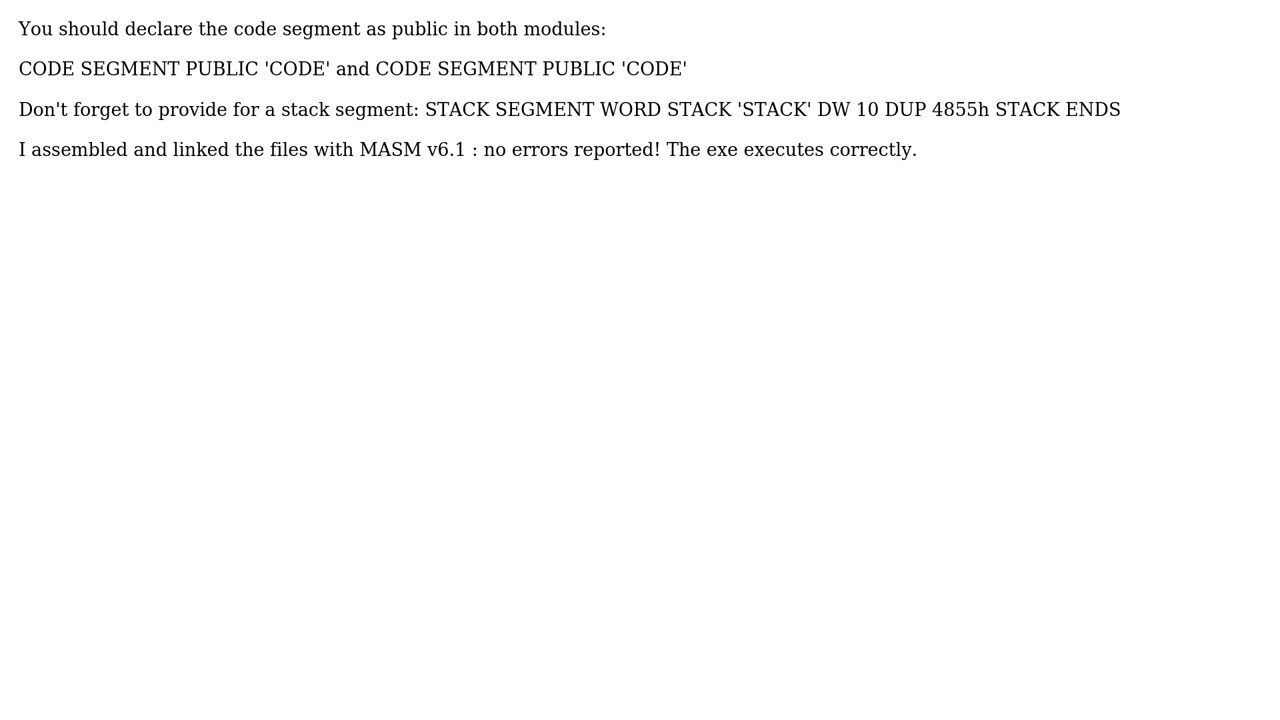 You should declare the code segment as public in both modules:
CODE SEGMENT PUBLIC 'CODE' and CODE SEGMENT PUBLIC 'CODE'
Don't forget to provide for a stack segment: STACK SEGMENT WORD STACK 'STACK' DW 10 DUP 4855h STACK ENDS
I assembled and linked the files with MASM v6.1 : no errors reported! The exe executes correctly.